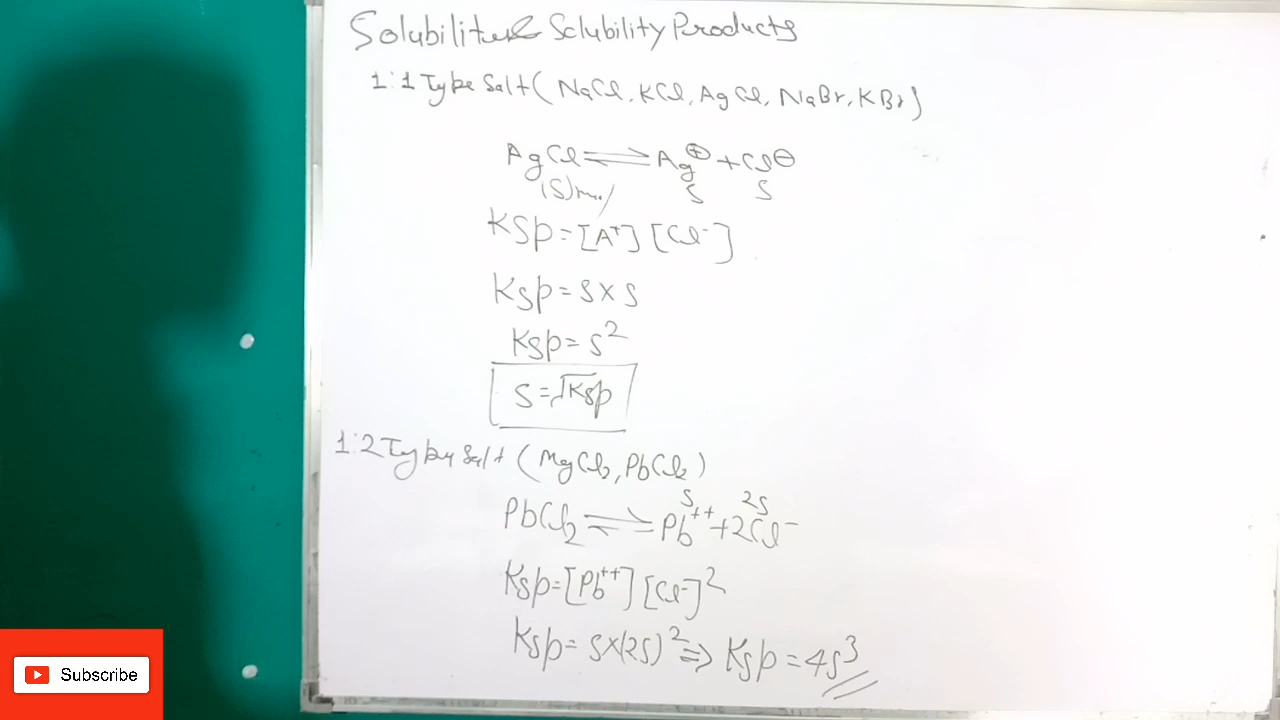 Solubility & Solubility Products
1:1 Type Salt (NaCl, KCl, AgCl, NaBr, KBr)
AgCl ⇌ Ag⊕ + Cl⊖
(S) S S
Ksp = [A⁺] [Cl⁻]
Ksp = S × S
Ksp = S²
S = √Ksp
1:2 Type Salt (MgCl₂, PbCl₂)
S 2S
PbCl₂ ⇌ Pb⁺⁺ + 2Cl⁻
Ksp = [Pb⁺⁺] [Cl⁻]²
Ksp = S×(2S)² ⇒ Ksp = 4S³
Subscribe